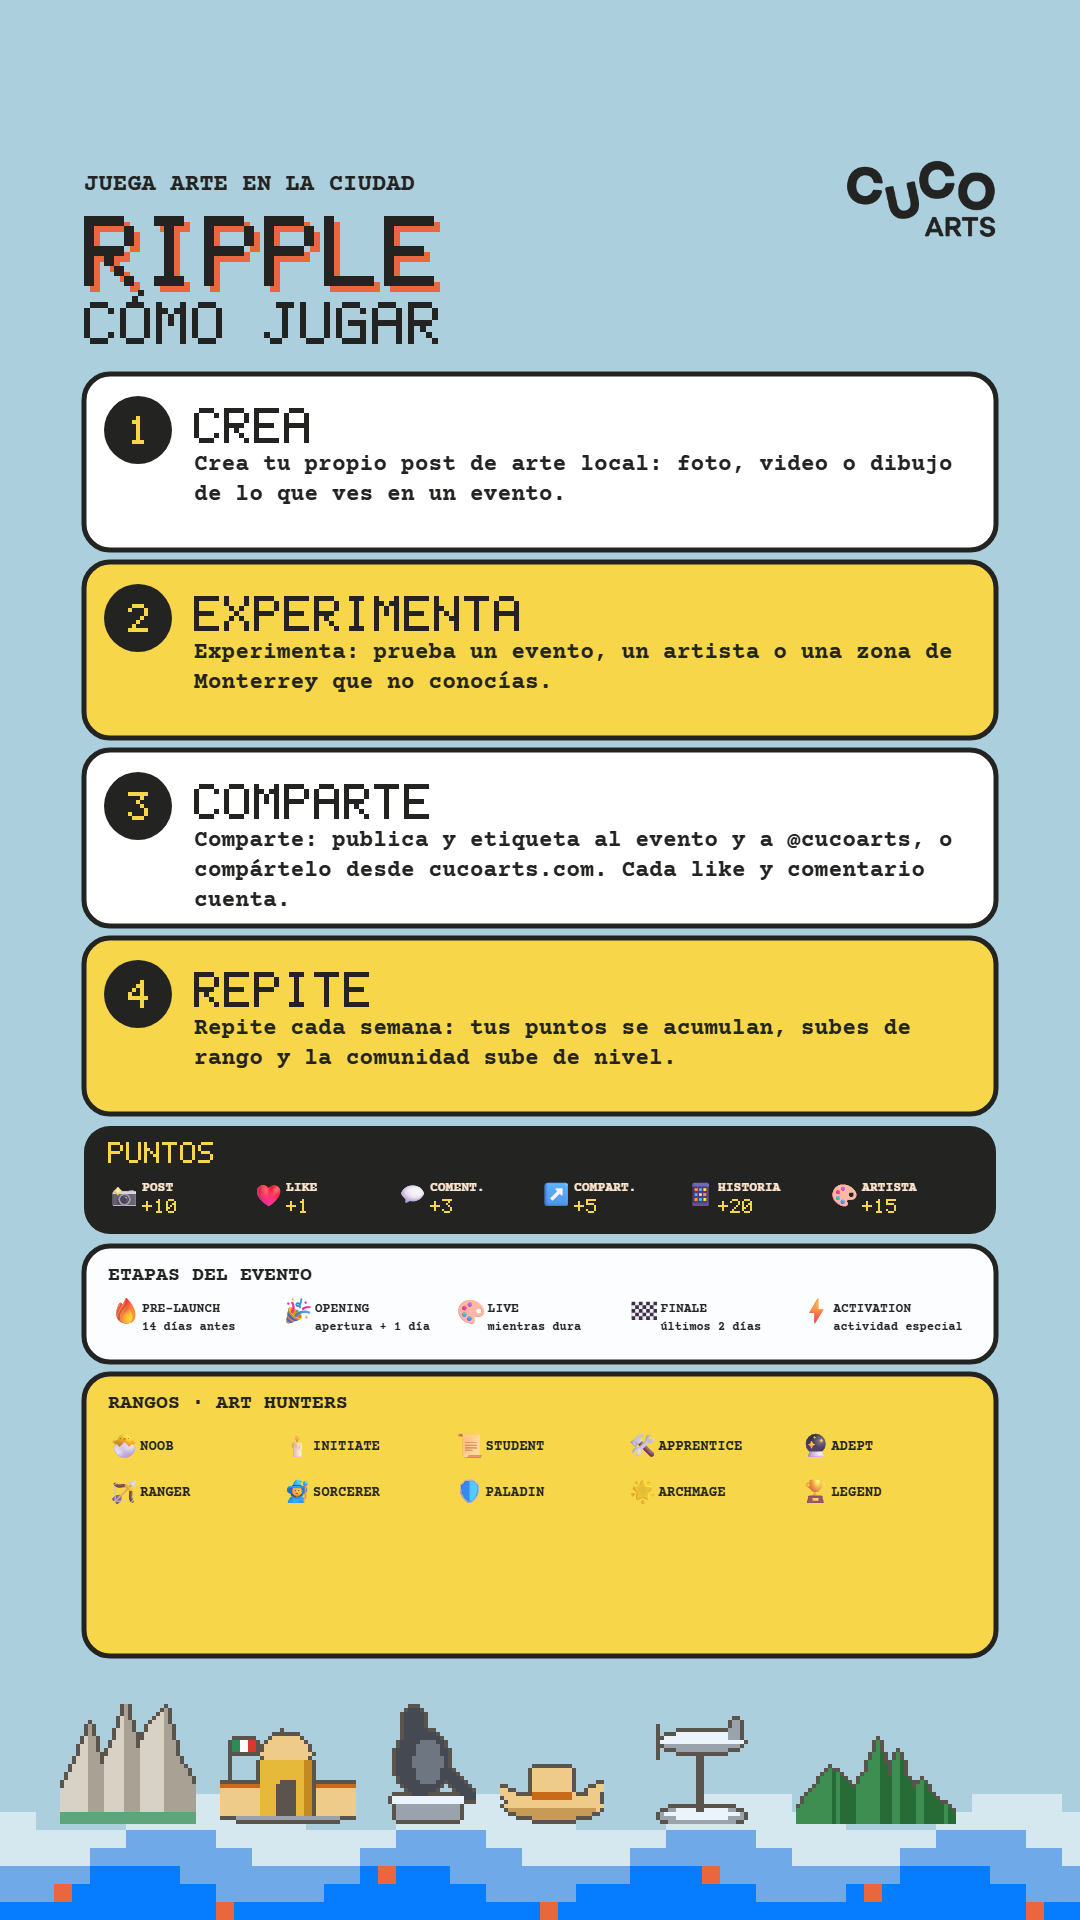 JUEGA ARTE EN LA CIUDAD
CUCO
ARTS
RIPPLE
CÓMO JUGAR
1
CREA
Crea tu propio post de arte local: foto, video o dibujo
de lo que ves en un evento.
2
EXPERIMENTA
Experimenta: prueba un evento, un artista o una zona de
Monterrey que no conocías.
3
COMPARTE
Comparte: publica y etiqueta al evento y a @cucoarts, o
compártelo desde cucoarts.com. Cada like y comentario
cuenta.
4
REPITE
Repite cada semana: tus puntos se acumulan, subes de
rango y la comunidad sube de nivel.
PUNTOS
POST LIKE COMENT. COMPART. HISTORIA ARTISTA
+10 +1 +3 +5 +20 +15
ETAPAS DEL EVENTO
PRE-LAUNCH OPENING LIVE FINALE ACTIVATION
14 días antes apertura + 1 día mientras dura últimos 2 días actividad especial
RANGOS · ART HUNTERS
NOOB INITIATE STUDENT APPRENTICE ADEPT
RANGER SORCERER PALADIN ARCHMAGE LEGEND